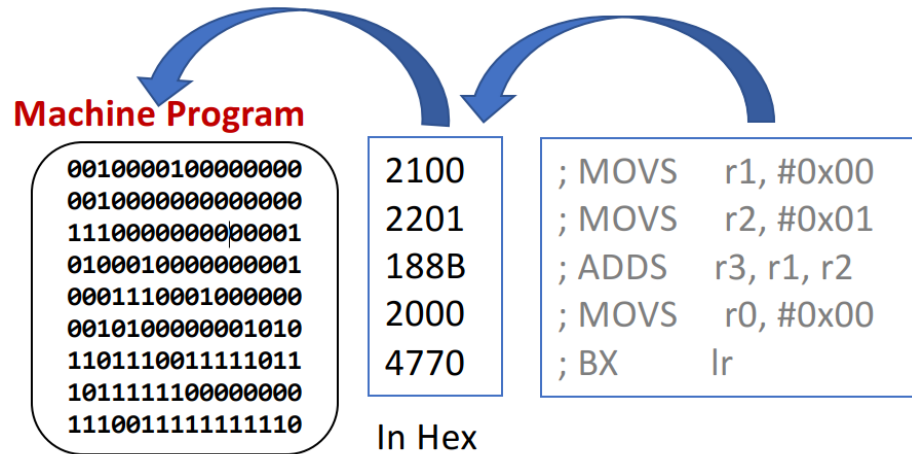 Machine Program
0010000100000000
0010000000000000
1110000000000001
0100010000000001
0001110001000000
0010100000001010
1101110011111011
1011111100000000
1110011111111110
2100
2201
188B
2000
4770
In Hex
; MOVS r1, #0x00
; MOVS r2, #0x01
; ADDS r3, r1, r2
; MOVS r0, #0x00
; BX lr